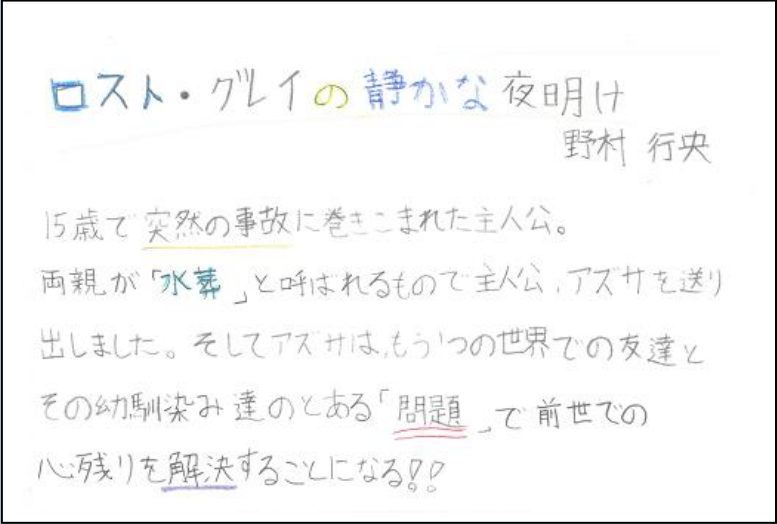 ロスト・グレイの静かな夜明け
野村 行央
15歳で突然の事故に巻きこまれた主人公。
両親が「水葬」と呼ばれるもので主人公、アズサを送り
出しました。そしてアズサは、もう1つの世界での友達と
その幼馴染み達のとある「問題」で前世での
心残りを解決することになる!!